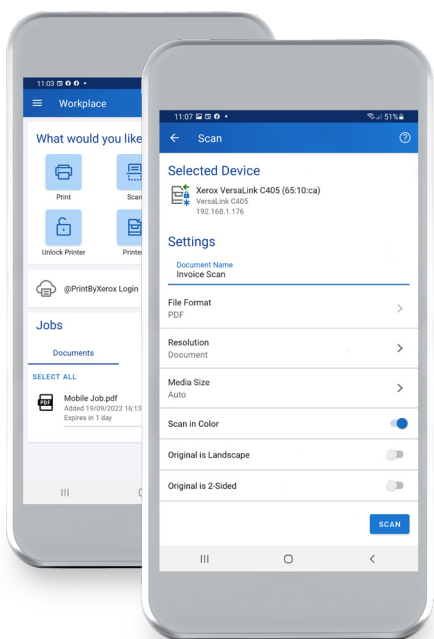 11:03
Workplace
What would you like
Print
Scan
Unlock Printer
Printe
@PrintByXerox Login
Jobs
Documents
SELECT ALL
PDF
Mobile Job.pdf
Added 19/09/2022 16:13
Expires in 1 day
11:07
51%
Scan
Selected Device
Xerox VersaLink C405 (65:10:ca)
VersaLink C405
192.168.1.176
Settings
Document Name
Invoice Scan
File Format
PDF
Resolution
Document
Media Size
Auto
Scan in Color
Original is Landscape
Original is 2-Sided
SCAN